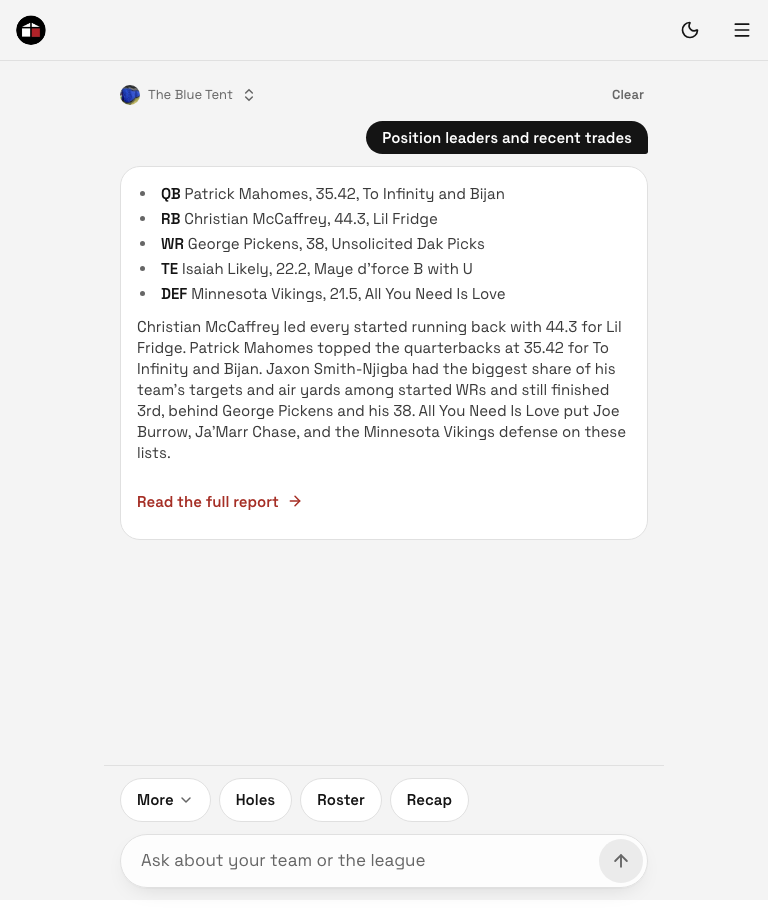 The Blue Tent
Clear
Position leaders and recent trades
• QB Patrick Mahomes, 35.42, To Infinity and Bijan
• RB Christian McCaffrey, 44.3, Lil Fridge
• WR George Pickens, 38, Unsolicited Dak Picks
• TE Isaiah Likely, 22.2, Maye d'force B with U
• DEF Minnesota Vikings, 21.5, All You Need Is Love
Christian McCaffrey led every started running back with 44.3 for Lil
Fridge. Patrick Mahomes topped the quarterbacks at 35.42 for To
Infinity and Bijan. Jaxon Smith-Njigba had the biggest share of his
team's targets and air yards among started WRs and still finished
3rd, behind George Pickens and his 38. All You Need Is Love put Joe
Burrow, Ja'Marr Chase, and the Minnesota Vikings defense on these
lists.
Read the full report →
More
Holes
Roster
Recap
Ask about your team or the league